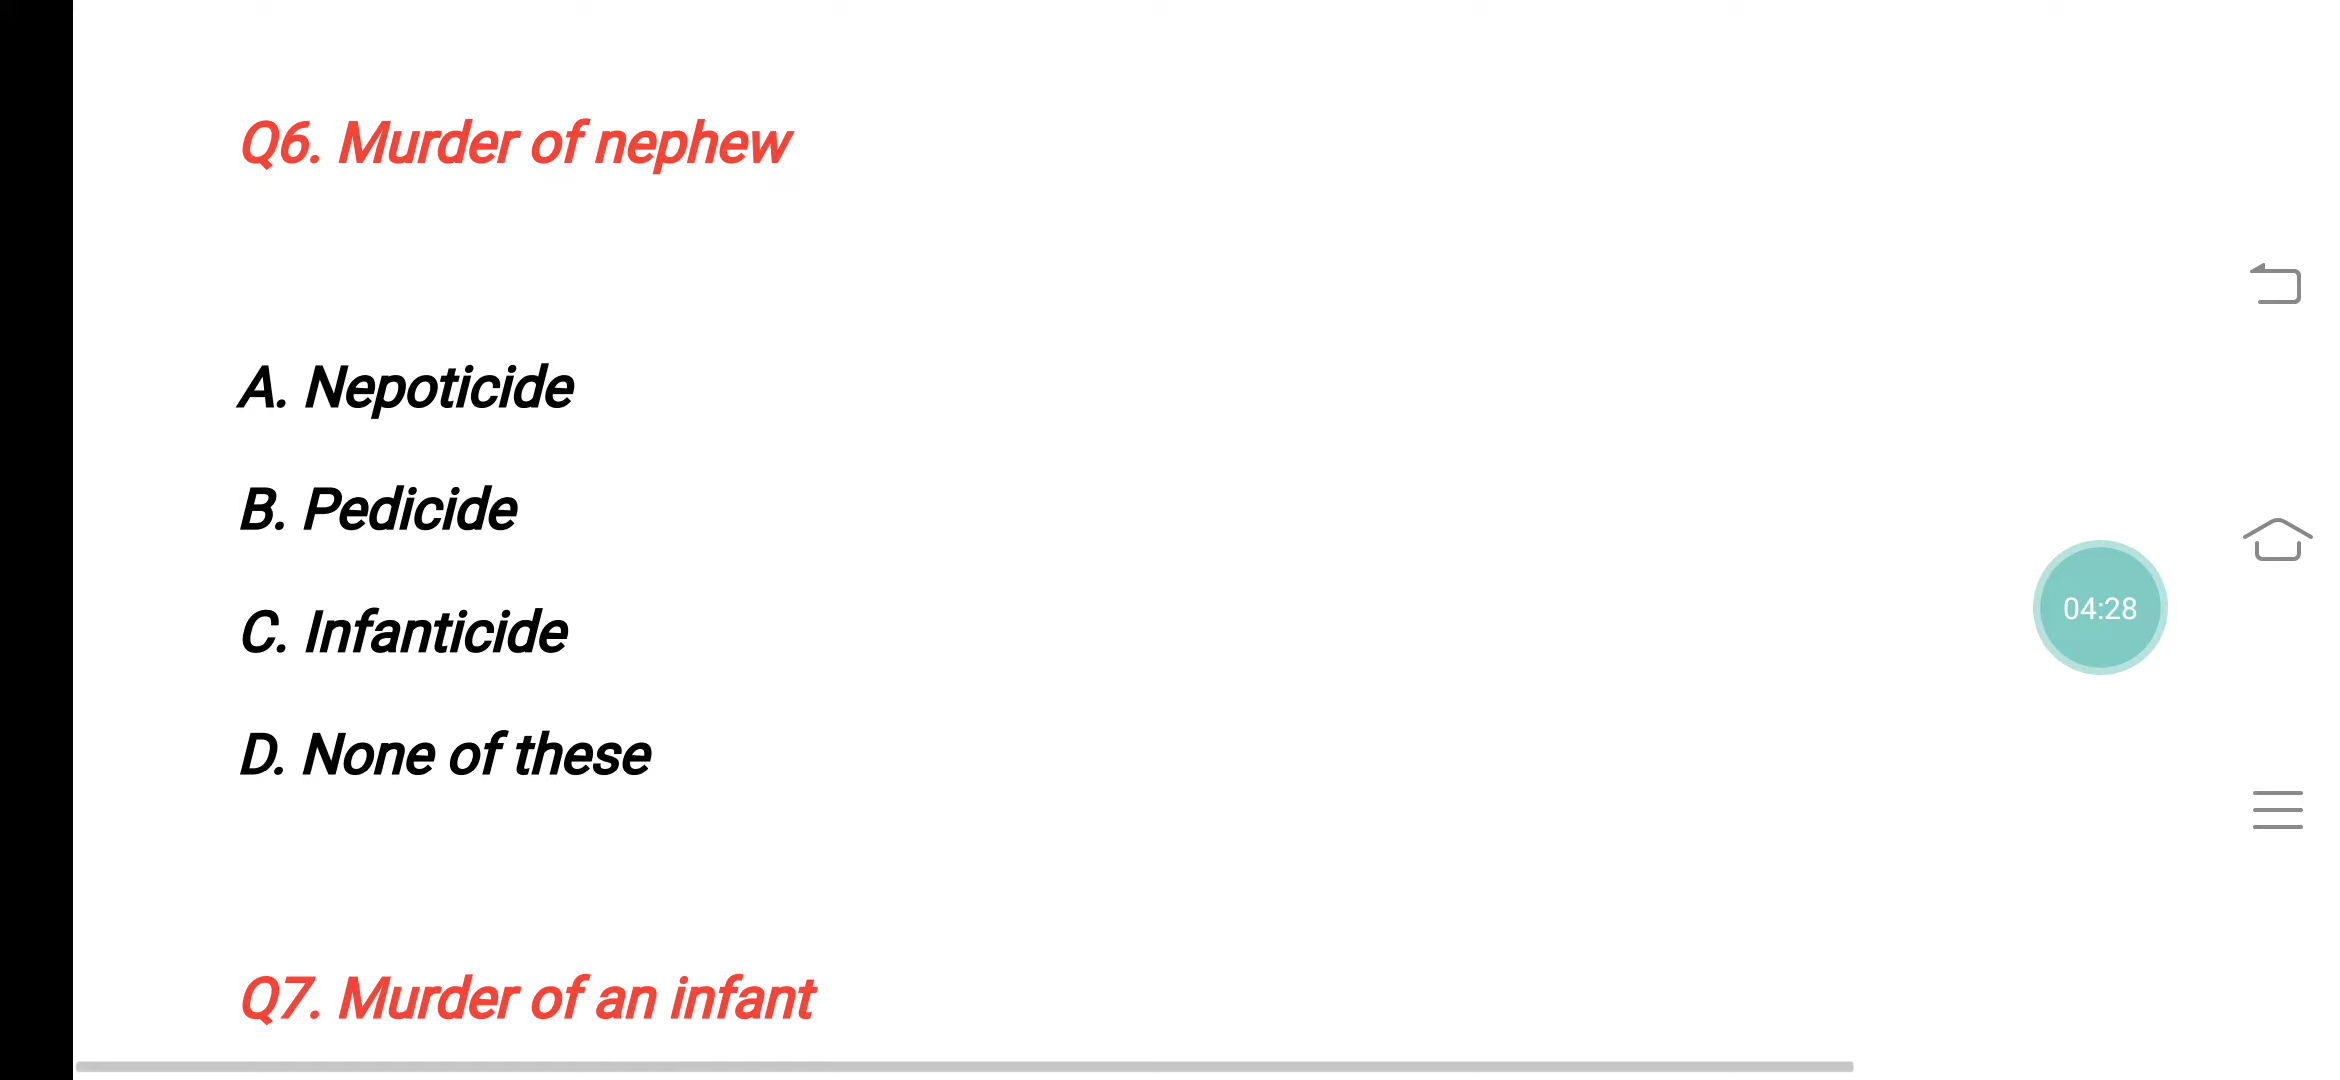 Q6. Murder of nephew
A. Nepoticide
B. Pedicide
C. Infanticide
D. None of these
04:28
Q7. Murder of an infant